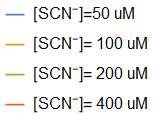 [SCN⁻]=50 uM
[SCN⁻]= 100 uM
[SCN⁻]= 200 uM
[SCN⁻]= 400 uM